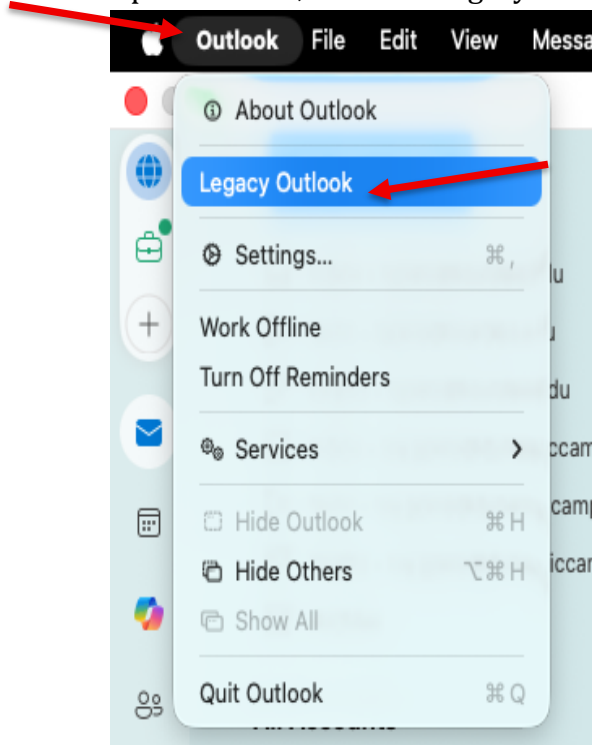 Outlook File Edit View
About Outlook
Legacy Outlook
Settings... ⌘ ,
Work Offline
Turn Off Reminders
Services
Hide Outlook ⌘ H
Hide Others ⌥⌘ H
Show All
Quit Outlook ⌘ Q